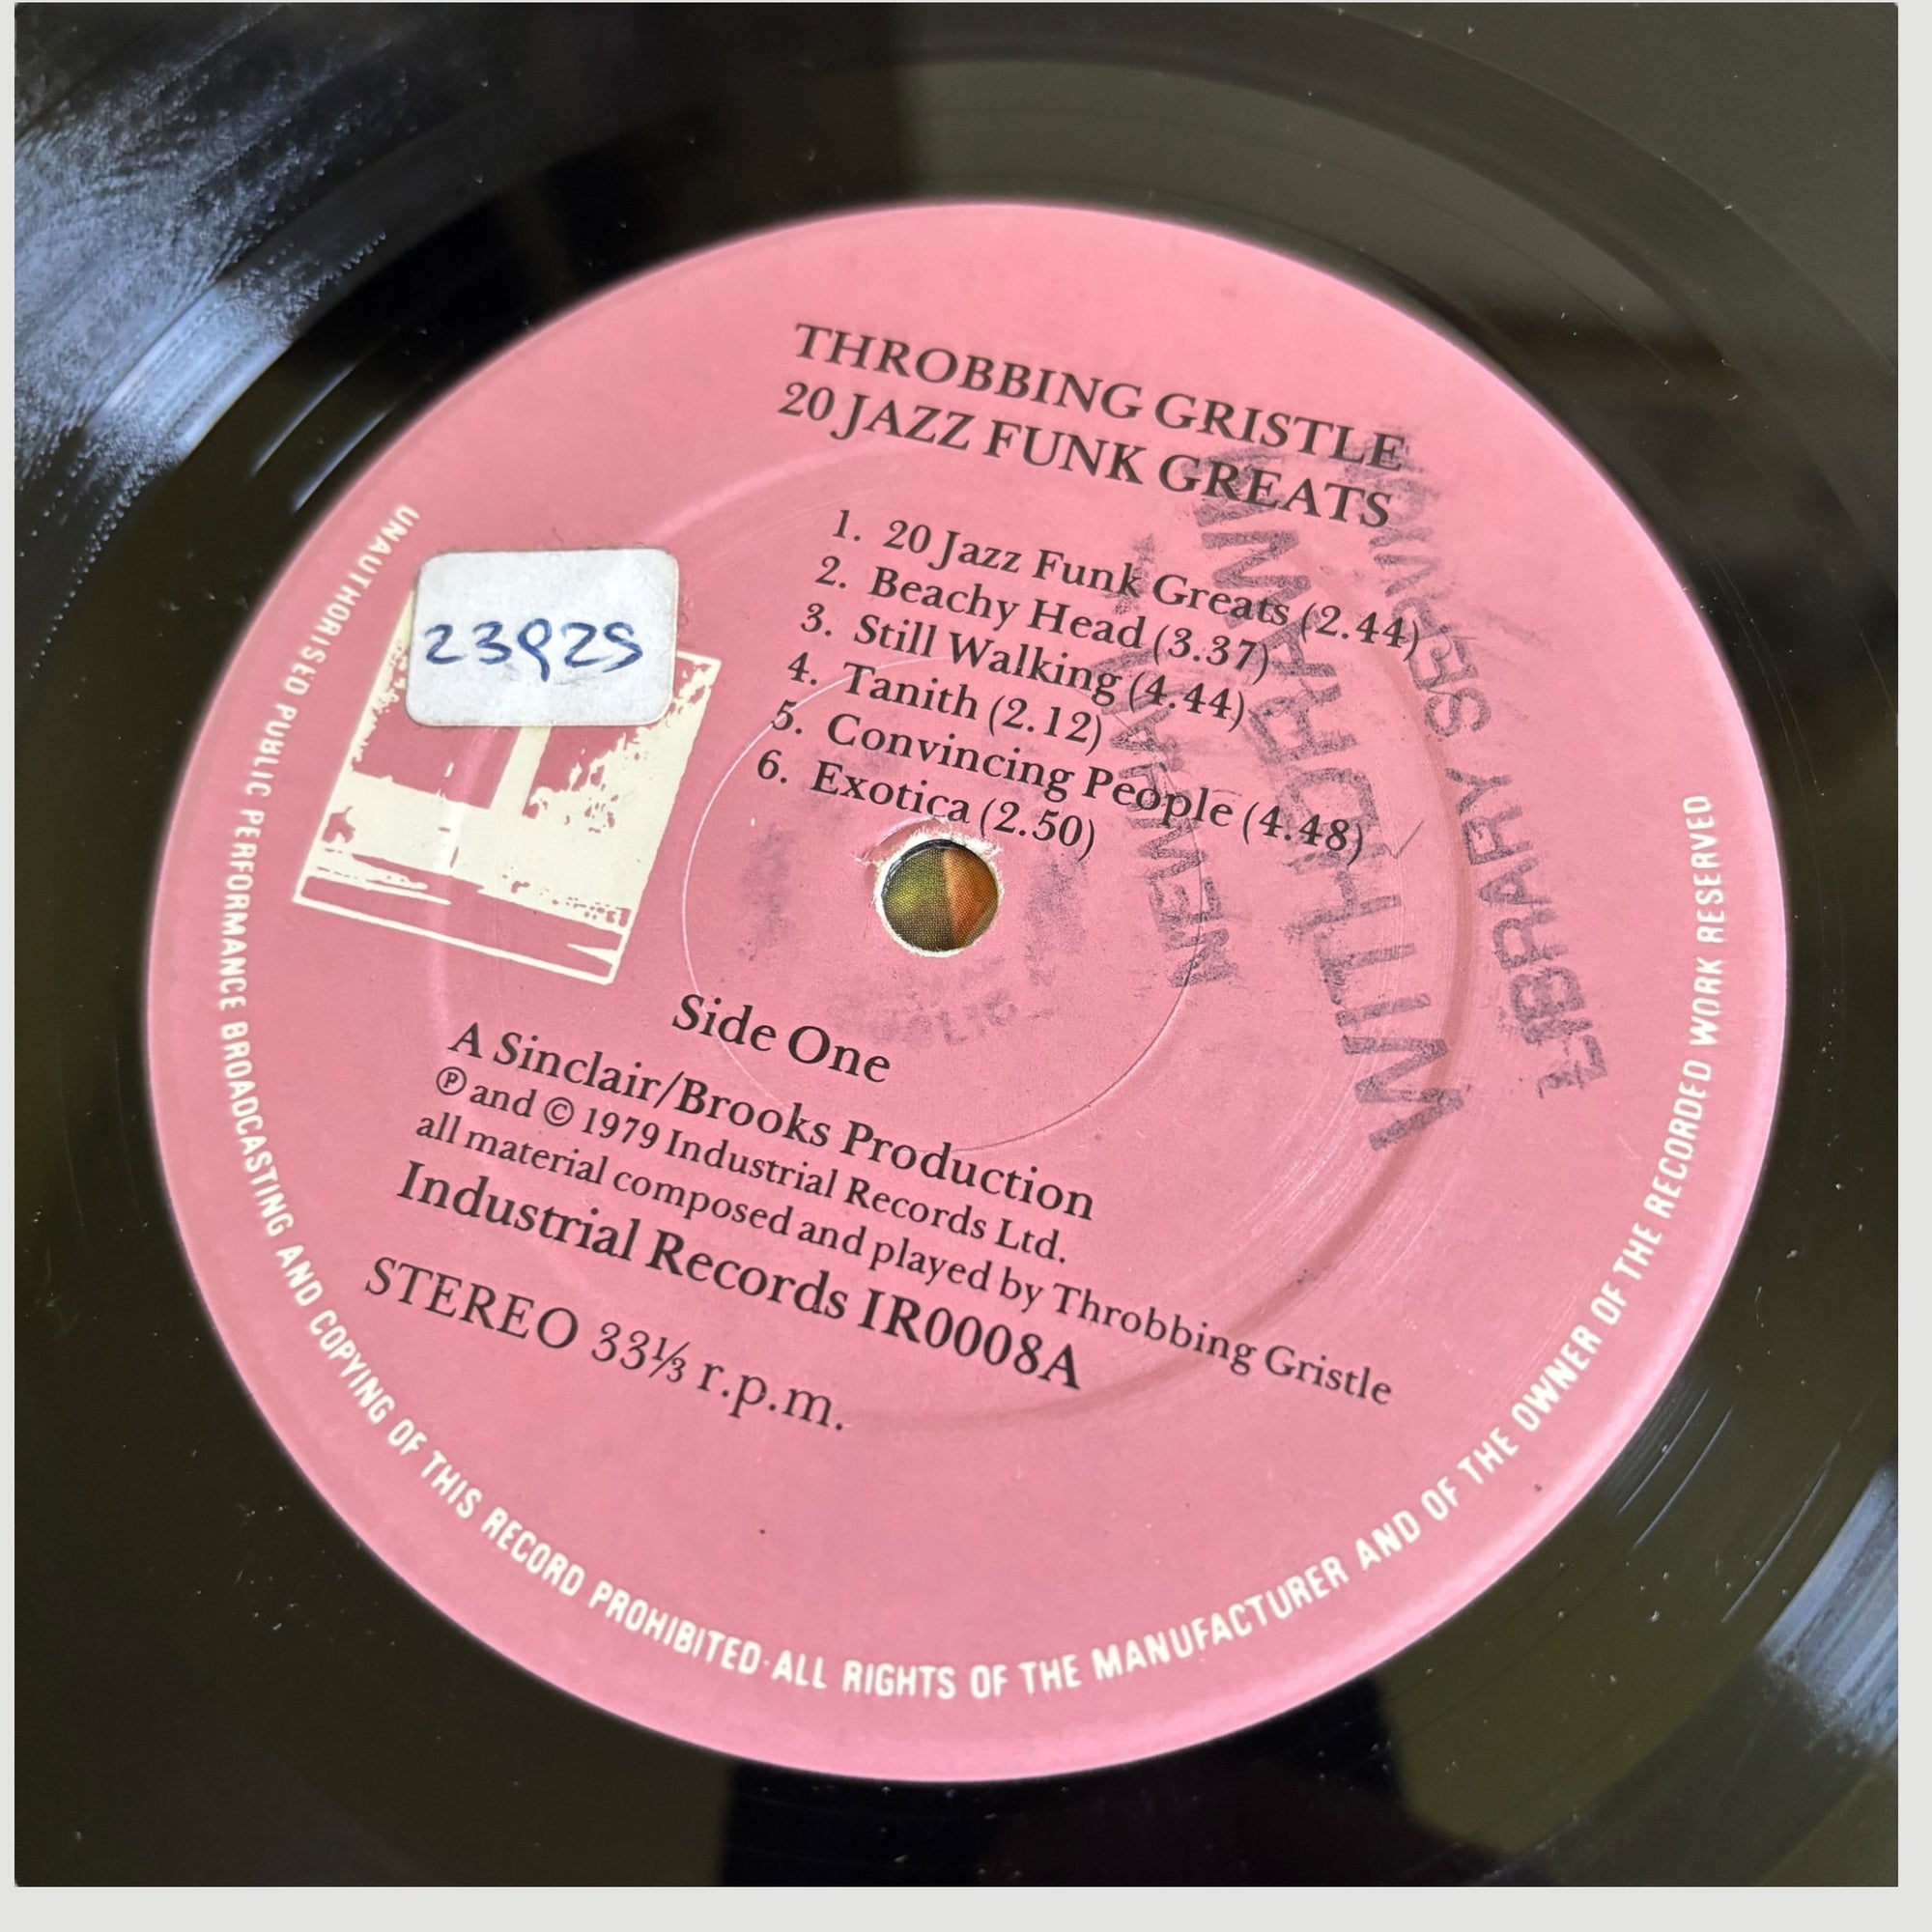 THROBBING GRISTLE
20 JAZZ FUNK GREATS
1. 20 Jazz Funk Greats (2.44)
2. Beachy Head (3.37)
3. Still Walking (4.44)
4. Tanith (2.12)
5. Convincing People (4.48)
6. Exotica (2.50)
23925
NEWHAM
WITHDRAWN
LIBRARY SERVICE
Side One
A Sinclair/Brooks Production
Ⓟ and © 1979 Industrial Records Ltd.
all material composed and played by Throbbing Gristle
Industrial Records IR0008A
STEREO 33⅓ r.p.m.
UNAUTHORISED PUBLIC PERFORMANCE BROADCASTING AND COPYING OF THIS RECORD PROHIBITED·ALL RIGHTS OF THE MANUFACTURER AND OF THE OWNER OF THE RECORDED WORK RESERVED